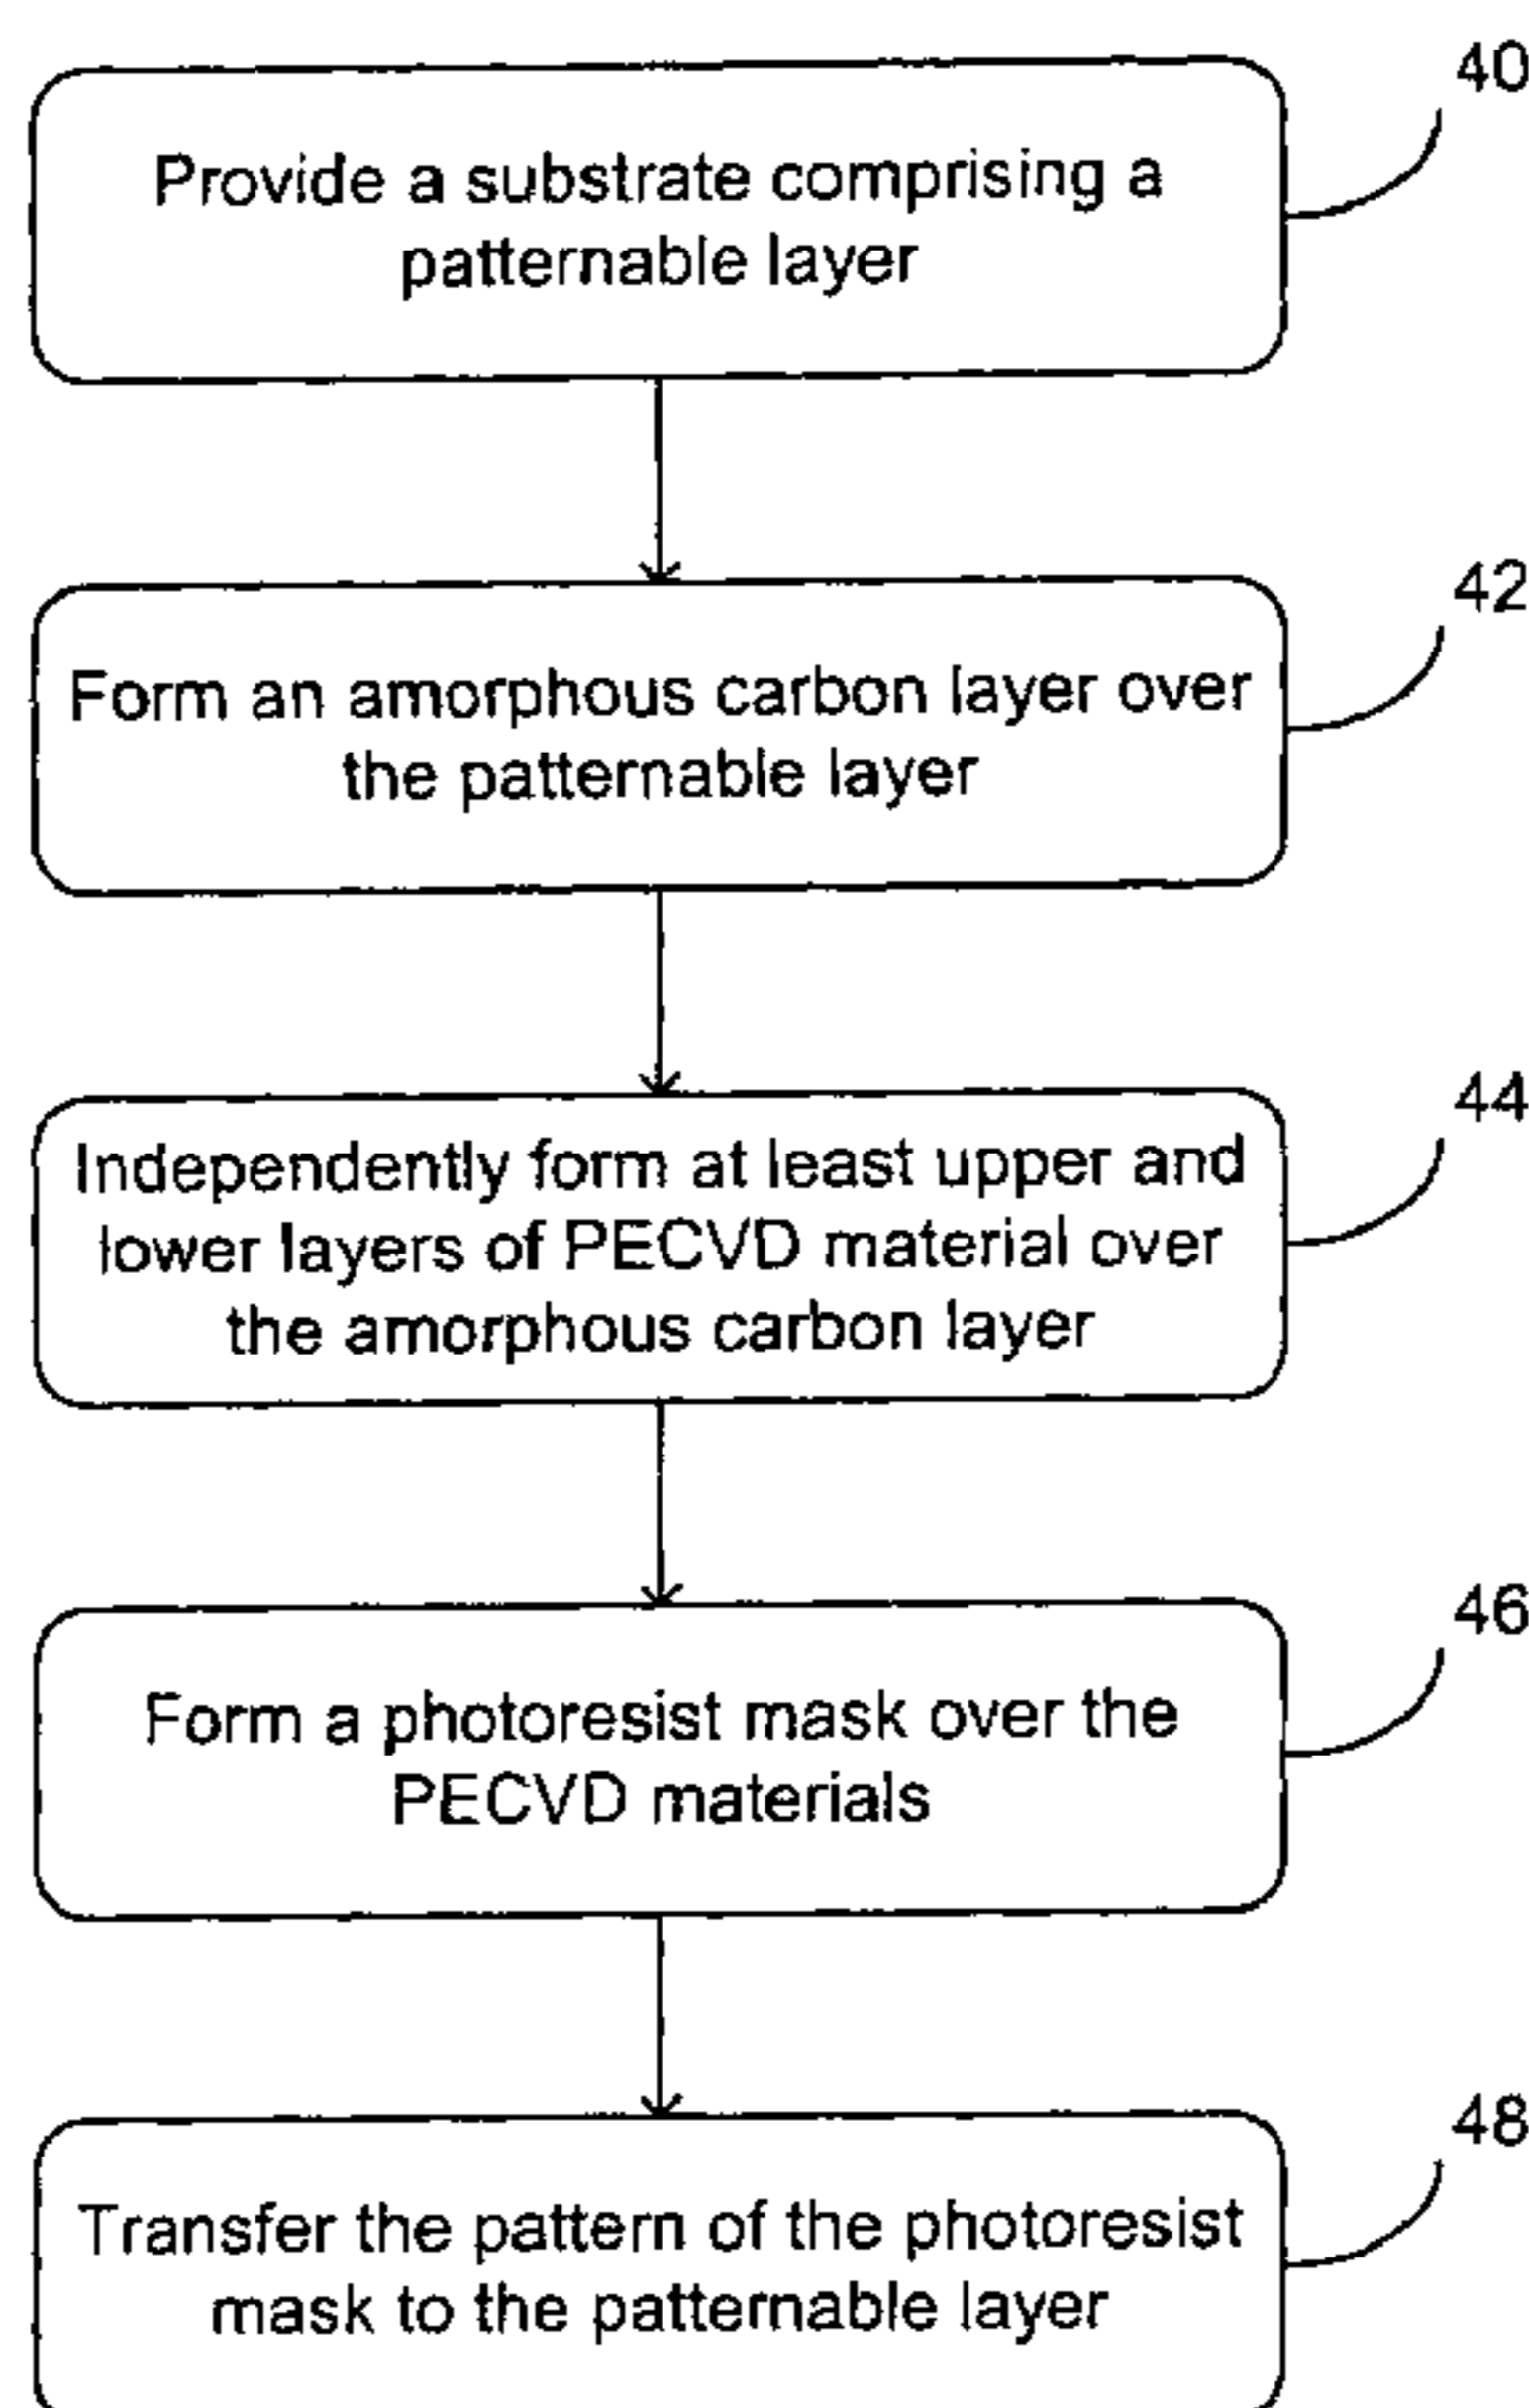 40
Provide a substrate comprising a
patternable layer
42
Form an amorphous carbon layer over
the patternable layer
44
Independently form at least upper and
lower layers of PECVD material over
the amorphous carbon layer
46
Form a photoresist mask over the
PECVD materials
48
Transfer the pattern of the photoresist
mask to the patternable layer